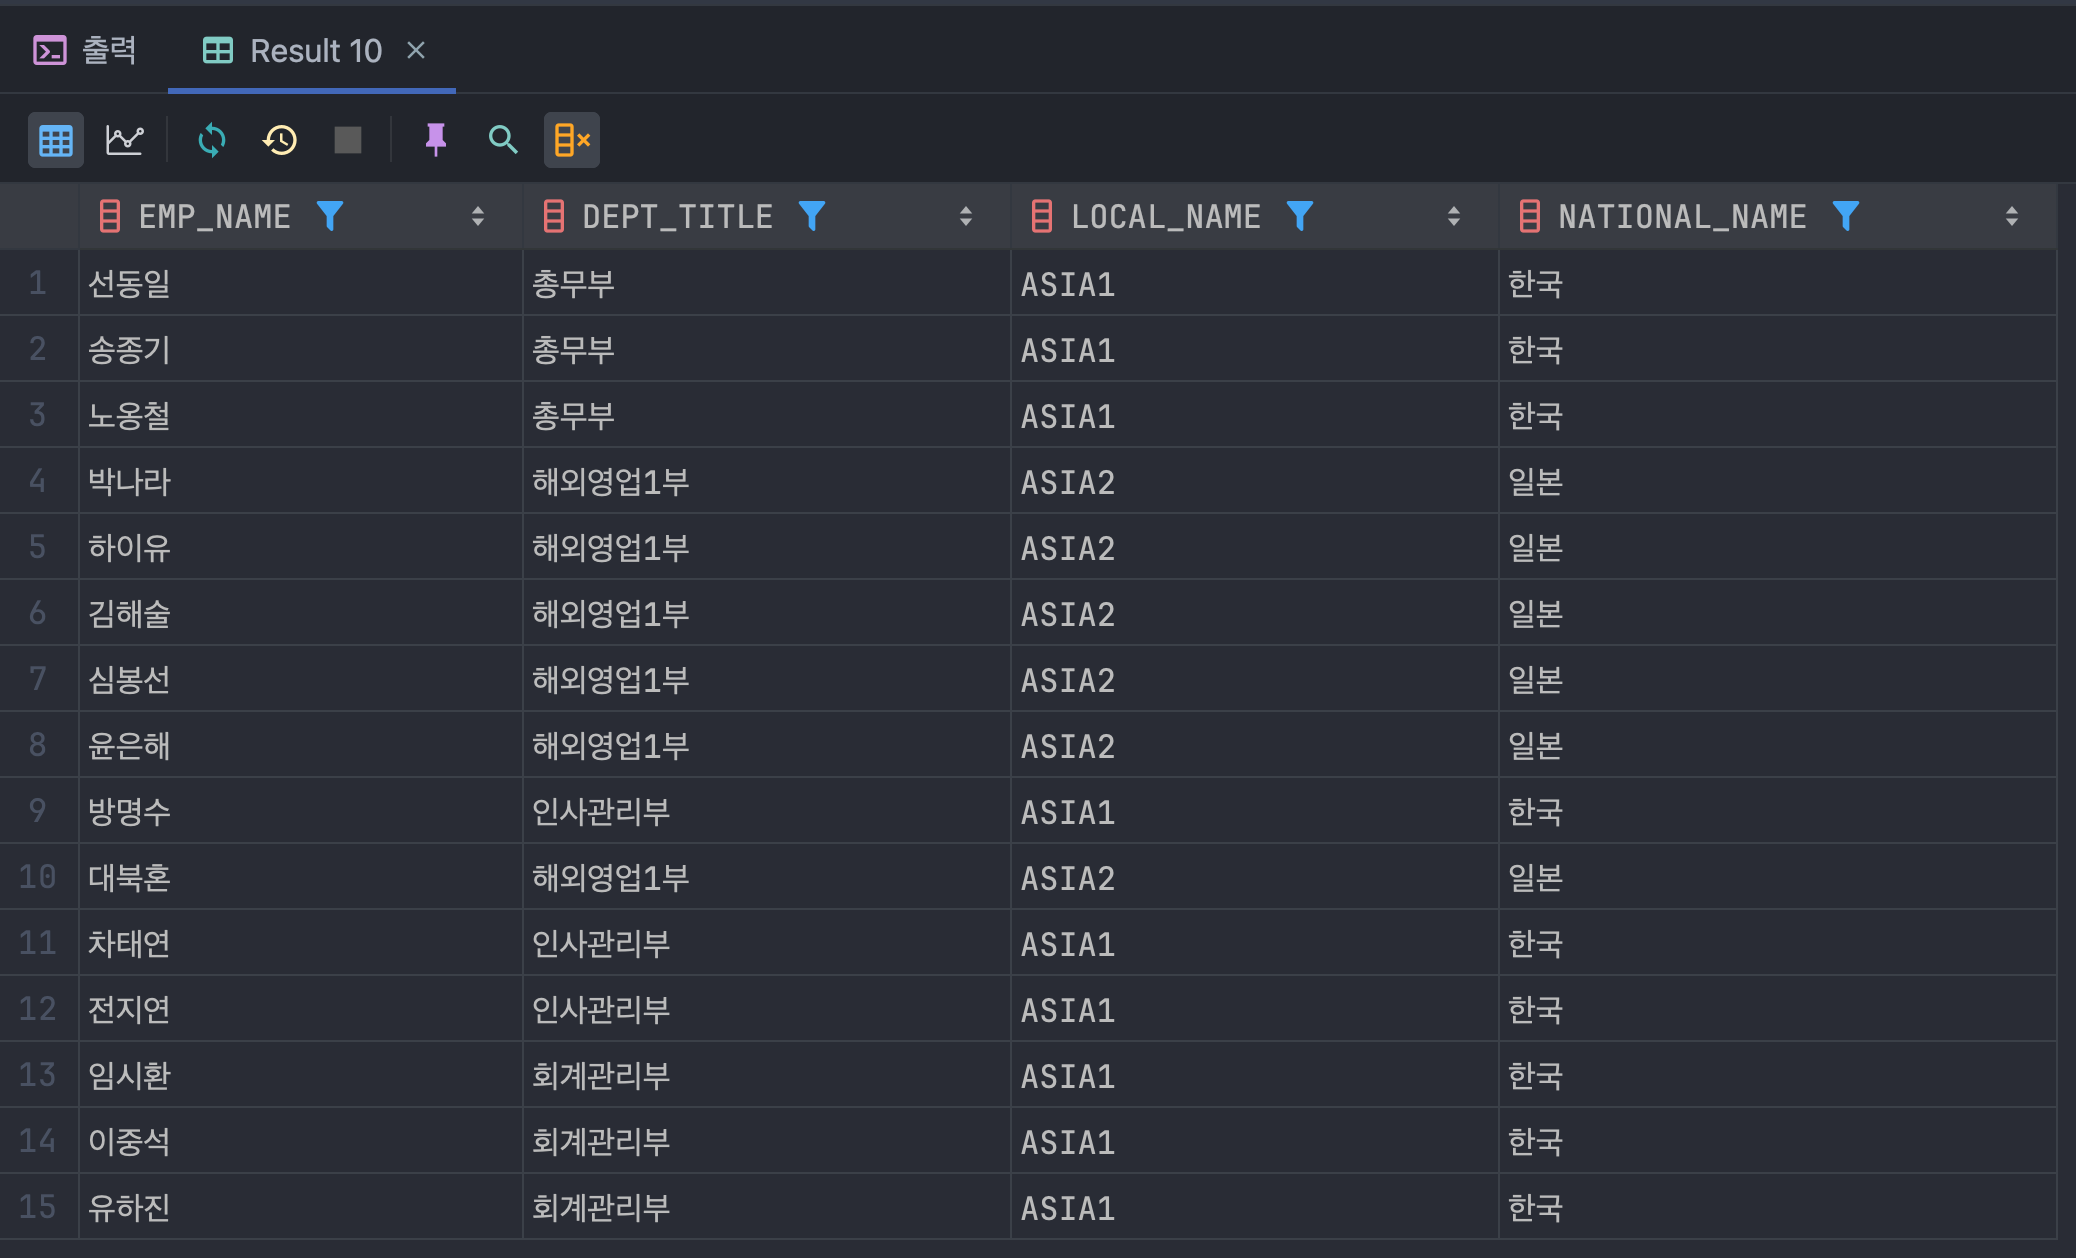 출력 Result 10
EMP_NAME DEPT_TITLE LOCAL_NAME NATIONAL_NAME
1 선동일 총무부 ASIA1 한국
2 송종기 총무부 ASIA1 한국
3 노옹철 총무부 ASIA1 한국
4 박나라 해외영업1부 ASIA2 일본
5 하이유 해외영업1부 ASIA2 일본
6 김해술 해외영업1부 ASIA2 일본
7 심봉선 해외영업1부 ASIA2 일본
8 윤은해 해외영업1부 ASIA2 일본
9 방명수 인사관리부 ASIA1 한국
10 대북혼 해외영업1부 ASIA2 일본
11 차태연 인사관리부 ASIA1 한국
12 전지연 인사관리부 ASIA1 한국
13 임시환 회계관리부 ASIA1 한국
14 이중석 회계관리부 ASIA1 한국
15 유하진 회계관리부 ASIA1 한국